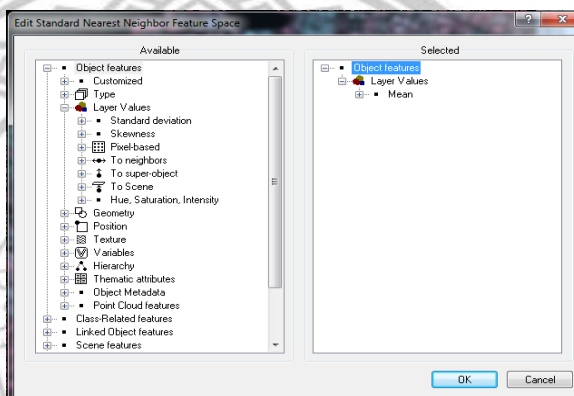 Edit Standard Nearest Neighbor Feature Space
Available
Object features
Customized
Type
Layer Values
Standard deviation
Skewness
Pixel-based
To neighbors
To super-object
To Scene
Hue, Saturation, Intensity
Geometry
Position
Texture
Variables
Hierarchy
Thematic attributes
Object Metadata
Point Cloud features
Class-Related features
Linked Object features
Scene features
Selected
Object features
Layer Values
Mean
OK
Cancel